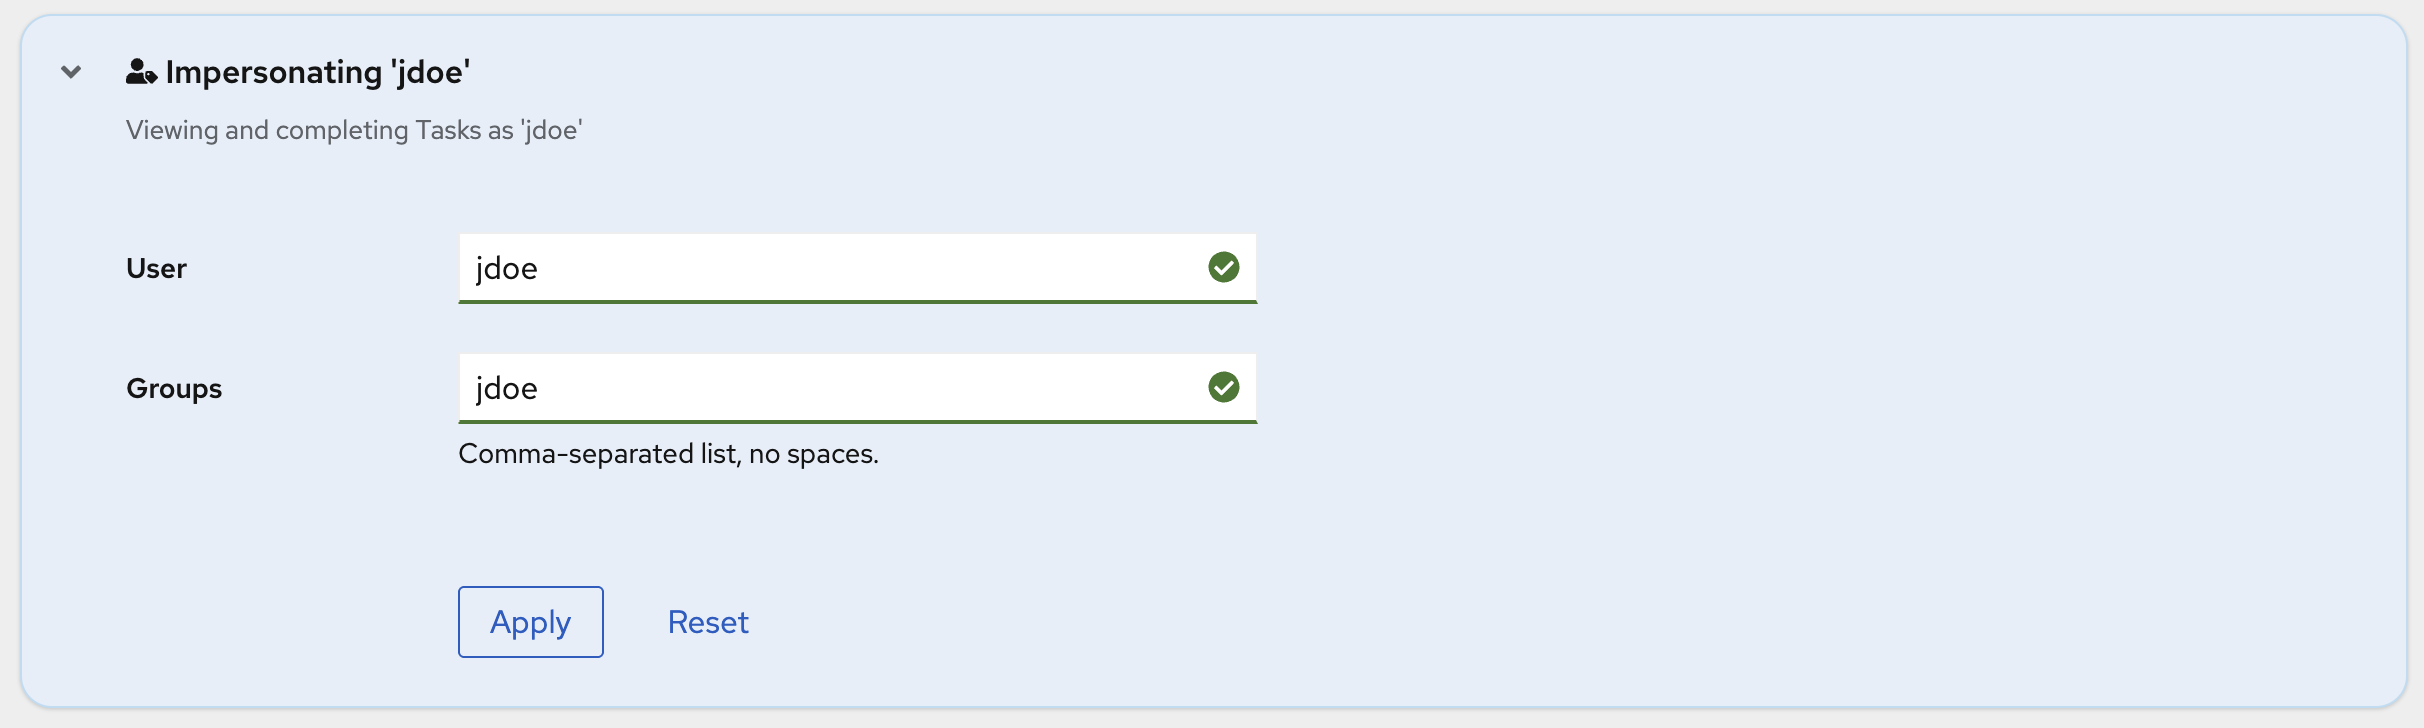 Impersonating 'jdoe'
Viewing and completing Tasks as 'jdoe'
User
jdoe
Groups
jdoe
Comma-separated list, no spaces.
Apply Reset